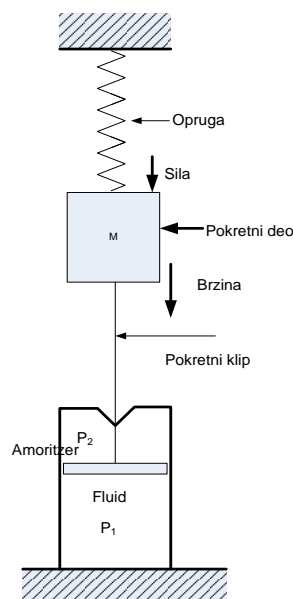 Opruga
Sila
M
Pokretni deo
Brzina
Pokretni klip
P2
Amoritzer
Fluid
P1